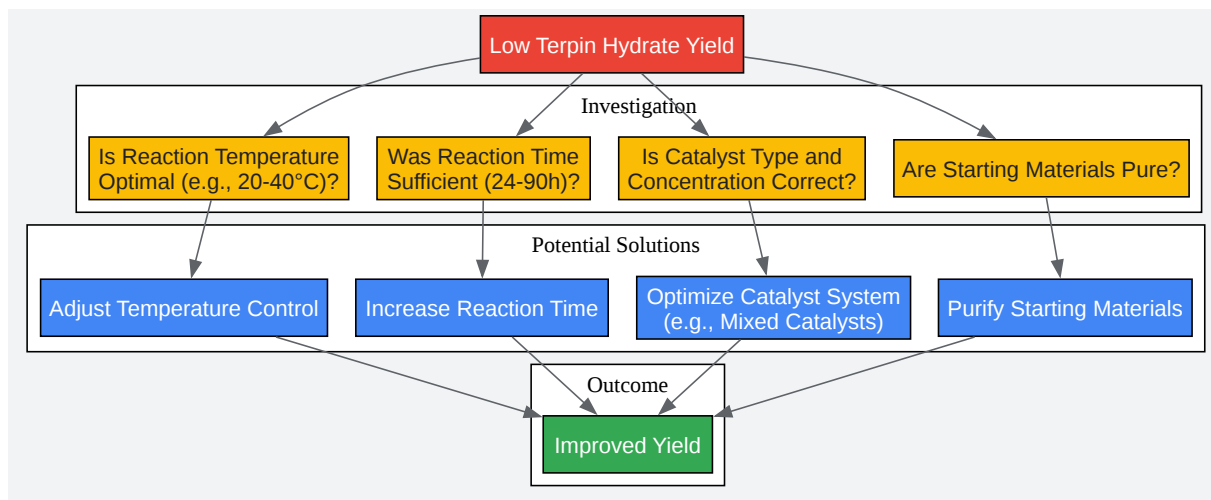 Low Terpin Hydrate Yield
Investigation
Is Reaction Temperature
Optimal (e.g., 20-40°C)?
Was Reaction Time
Sufficient (24-90h)?
Is Catalyst Type and
Concentration Correct?
Are Starting Materials Pure?
Potential Solutions
Adjust Temperature Control
Increase Reaction Time
Optimize Catalyst System
(e.g., Mixed Catalysts)
Purify Starting Materials
Outcome
Improved Yield